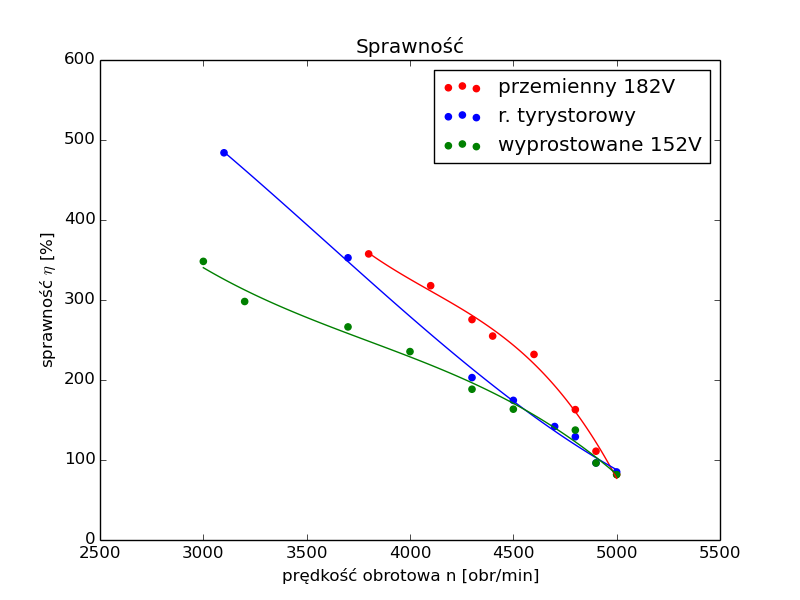 Sprawność
600
500
400
300
200
100
0
sprawność η [%]
przemienny 182V
r. tyrystorowy
wyprostowane 152V
2500 3000 3500 4000 4500 5000 5500
prędkość obrotowa n [obr/min]